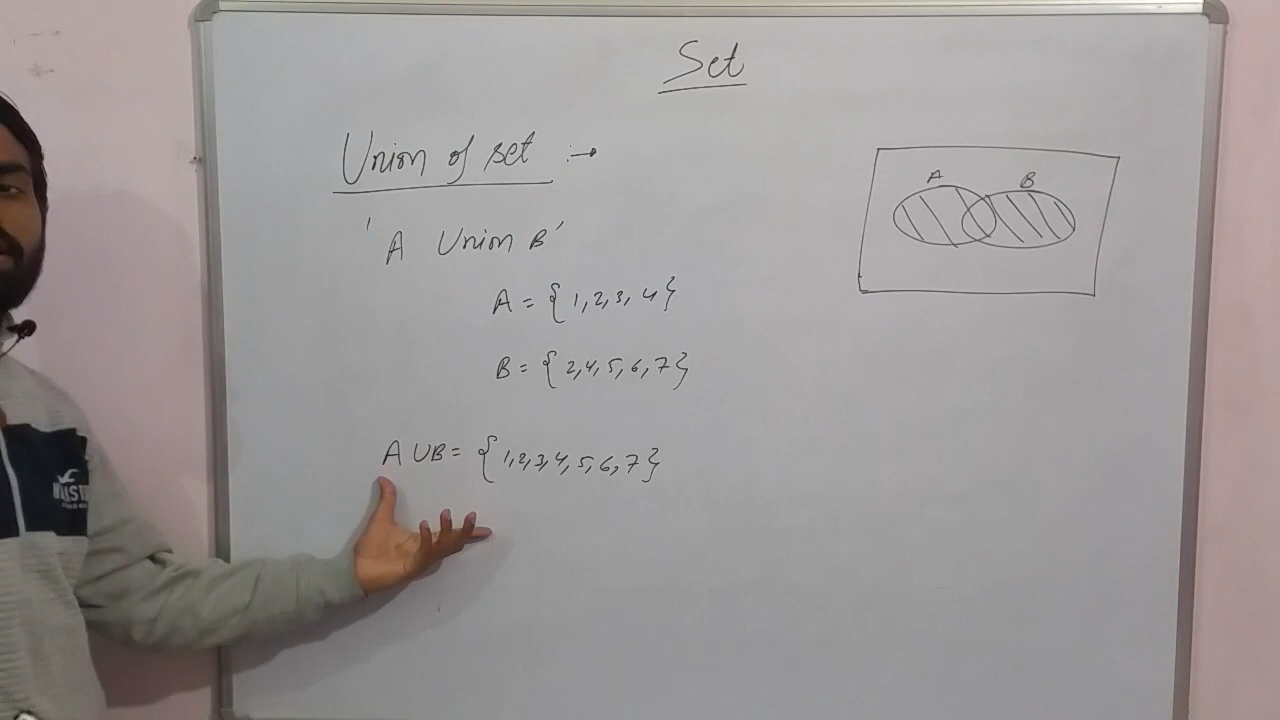 Set
Union of set :→
'A Union B'
A = {1,2,3,4}
B = {2,4,5,6,7}
A∪B = {1,2,3,4,5,6,7}
A B